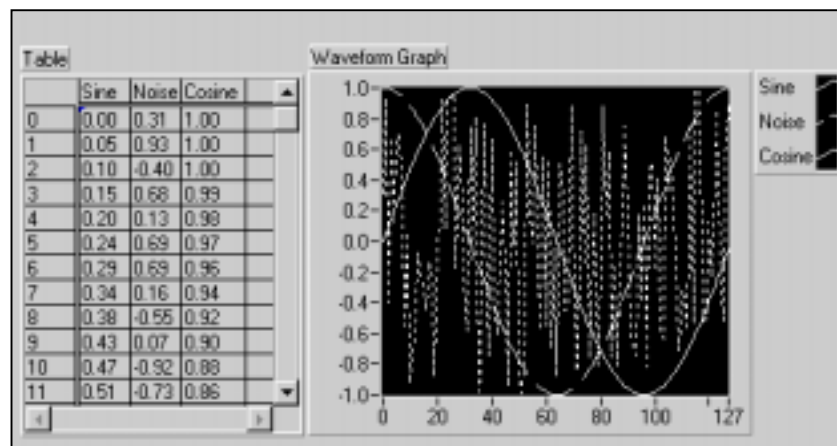 Table
Sine Noise Cosine
0 0.00 0.31 1.00
1 0.05 0.93 1.00
2 0.10 -0.40 1.00
3 0.15 0.68 0.99
4 0.20 0.13 0.98
5 0.24 0.69 0.97
6 0.29 0.69 0.96
7 0.34 0.16 0.94
8 0.38 -0.55 0.92
9 0.43 0.07 0.90
10 0.47 -0.92 0.88
11 0.51 -0.73 0.86
Waveform Graph
1.0
0.8
0.6
0.4
0.2
0.0
-0.2
-0.4
-0.6
-0.8
-1.0
0 20 40 60 80 100 127
Sine
Noise
Cosine